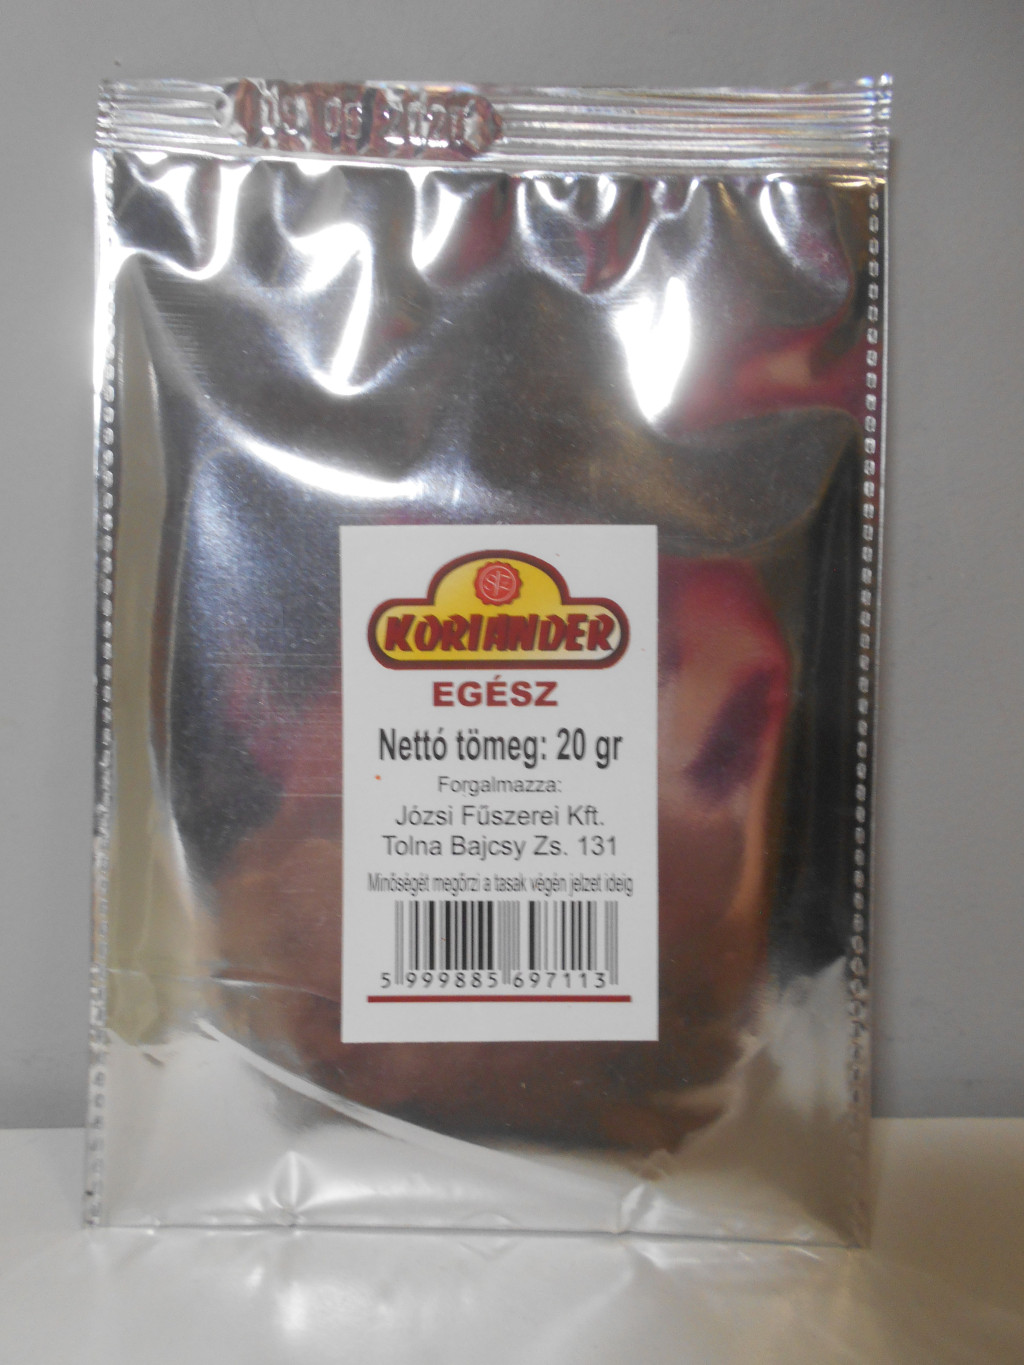 KORIANDER
EGÉSZ
Nettó tömeg: 20 gr
Forgalmazza:
Józsi Fűszerei Kft.
Tolna Bajcsy Zs. 131
Minőségét megőrzi a tasak végén jelzet ideig
5 999885 697113